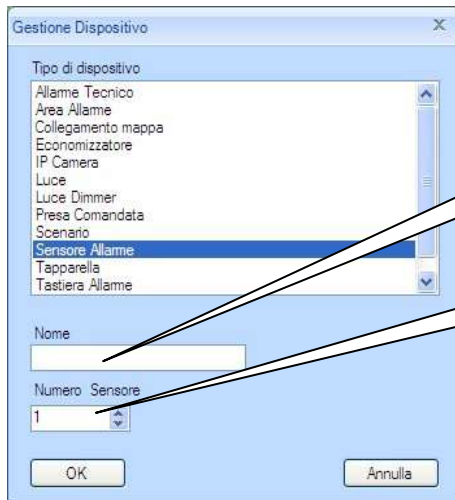 Gestione Dispositivo
Tipo di dispositivo
Allarme Tecnico
Area Allarme
Collegamento mappa
Economizzatore
IP Camera
Luce
Luce Dimmer
Presa Comandata
Scenario
Sensore Allarme
Tapparella
Tastiera Allarme
Nome
Numero Sensore
1
OK
Annulla